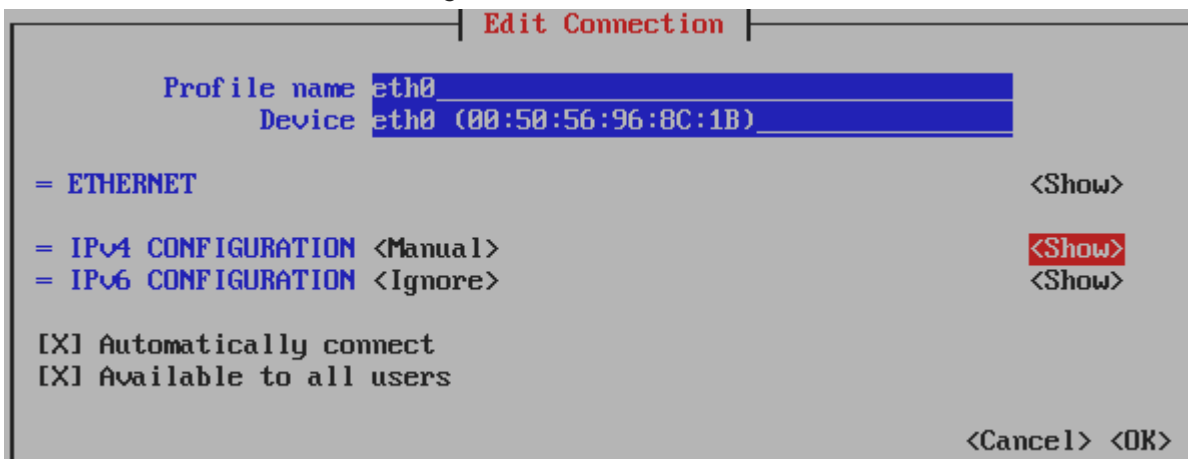 Edit Connection
Profile name eth0
Device eth0 (00:50:56:96:8C:1B)
= ETHERNET <Show>
= IPv4 CONFIGURATION <Manual> <Show>
= IPv6 CONFIGURATION <Ignore> <Show>
[X] Automatically connect
[X] Available to all users
<Cancel> <OK>